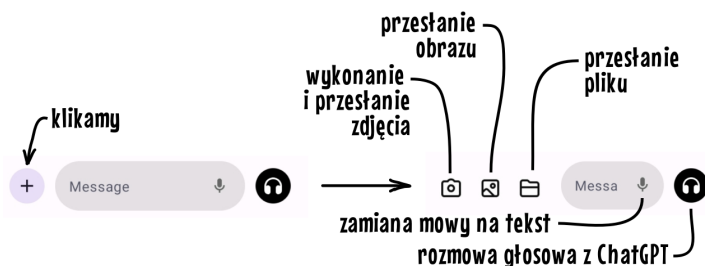 przesłanie
obrazu
przesłanie
pliku
wykonanie
i przesłanie
zdjęcia
klikamy
+ Message
Messa
zamiana mowy na tekst
rozmowa głosowa z ChatGPT